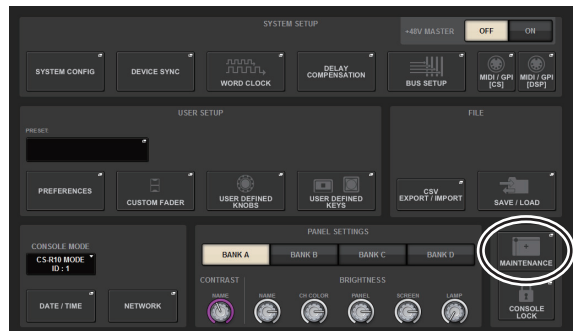 SYSTEM SETUP
+48V MASTER
OFF
ON
SYSTEM CONFIG
DEVICE SYNC
WORD CLOCK
DELAY
COMPENSATION
BUS SETUP
MIDI / GPI
[CS]
MIDI / GPI
[DSP]
USER SETUP
PRESET
PREFERENCES
CUSTOM FADER
USER DEFINED
KNOBS
USER DEFINED
KEYS
FILE
CSV
EXPORT / IMPORT
SAVE / LOAD
CONSOLE MODE
CS-R10 MODE
ID : 1
DATE / TIME
NETWORK
PANEL SETTINGS
BANK A
BANK B
BANK C
BANK D
CONTRAST
BRIGHTNESS
NAME
NAME
CH COLOR
PANEL
SCREEN
LAMP
MAINTENANCE
CONSOLE
LOCK